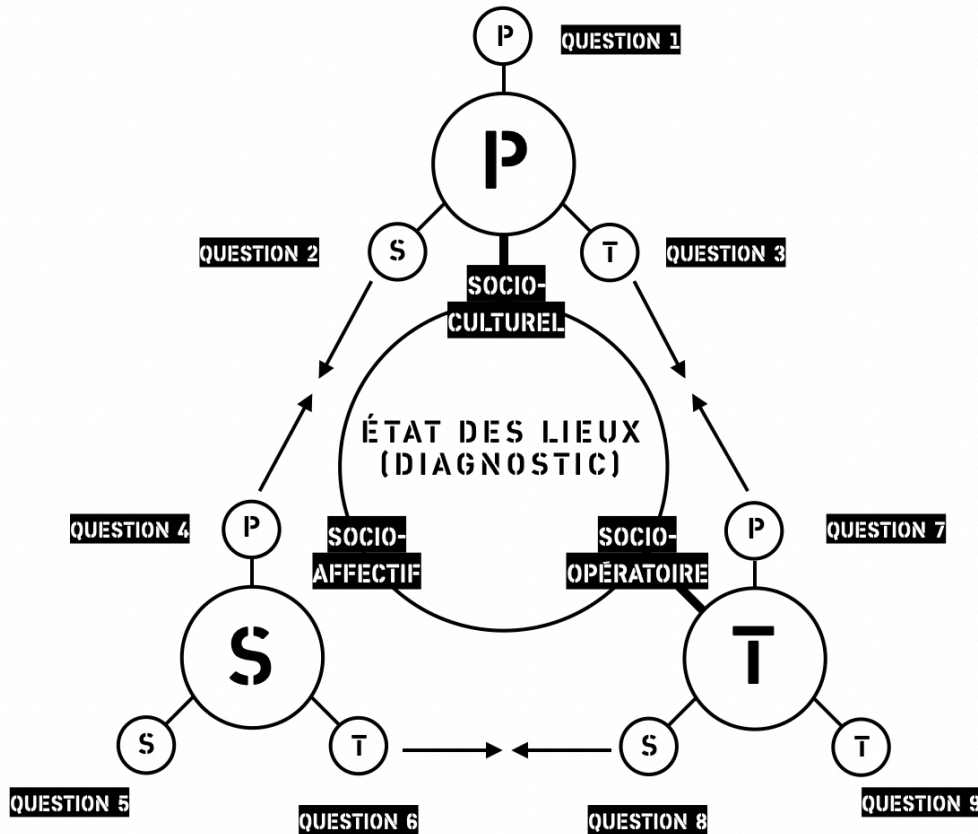 P
QUESTION 1
P
QUESTION 2
S
T
QUESTION 3
SOCIO-
CULTUREL
ÉTAT DES LIEUX
(DIAGNOSTIC)
QUESTION 4
P
SOCIO-
AFFECTIF
SOCIO-
OPÉRATOIRE
P
QUESTION 7
S
T
S
T
S
T
QUESTION 5
QUESTION 6
QUESTION 8
QUESTION 9